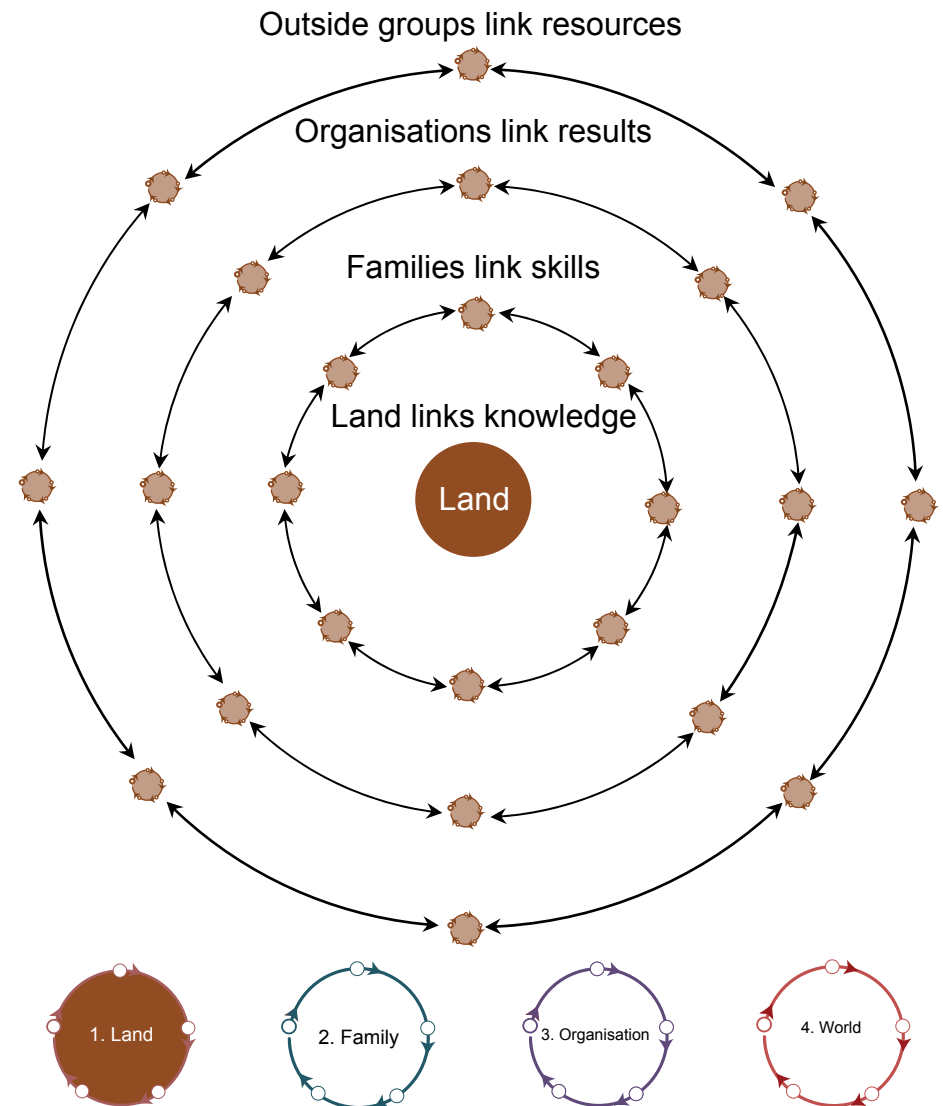 Outside groups link resources
Organisations link results
Families link skills
Land links knowledge
Land
1. Land
2. Family
3. Organisation
4. World